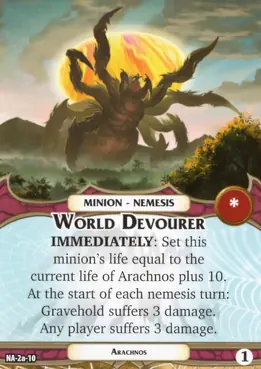 MINION - NEMESIS
*
WORLD DEVOURER
IMMEDIATELY: Set this
minion's life equal to the
current life of Arachnos plus 10.
At the start of each nemesis turn:
Gravehold suffers 3 damage.
Any player suffers 3 damage.
NA-2a-10
ARACHNOS
1